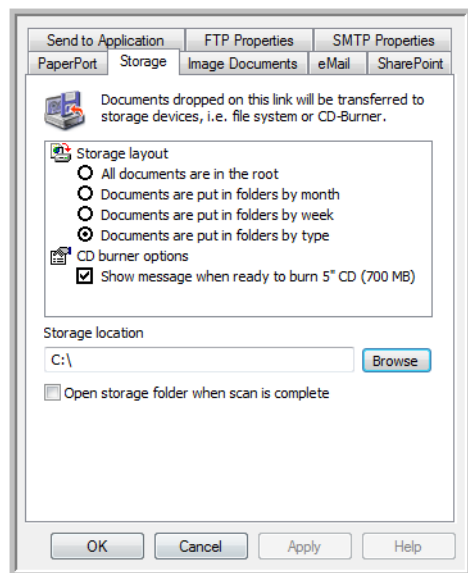 Send to Application FTP Properties SMTP Properties
PaperPort Storage Image Documents eMail SharePoint
Documents dropped on this link will be transferred to
storage devices, i.e. file system or CD-Burner.
Storage layout
All documents are in the root
Documents are put in folders by month
Documents are put in folders by week
Documents are put in folders by type
CD burner options
Show message when ready to burn 5" CD (700 MB)
Storage location
C:\ Browse
Open storage folder when scan is complete
OK Cancel Apply Help